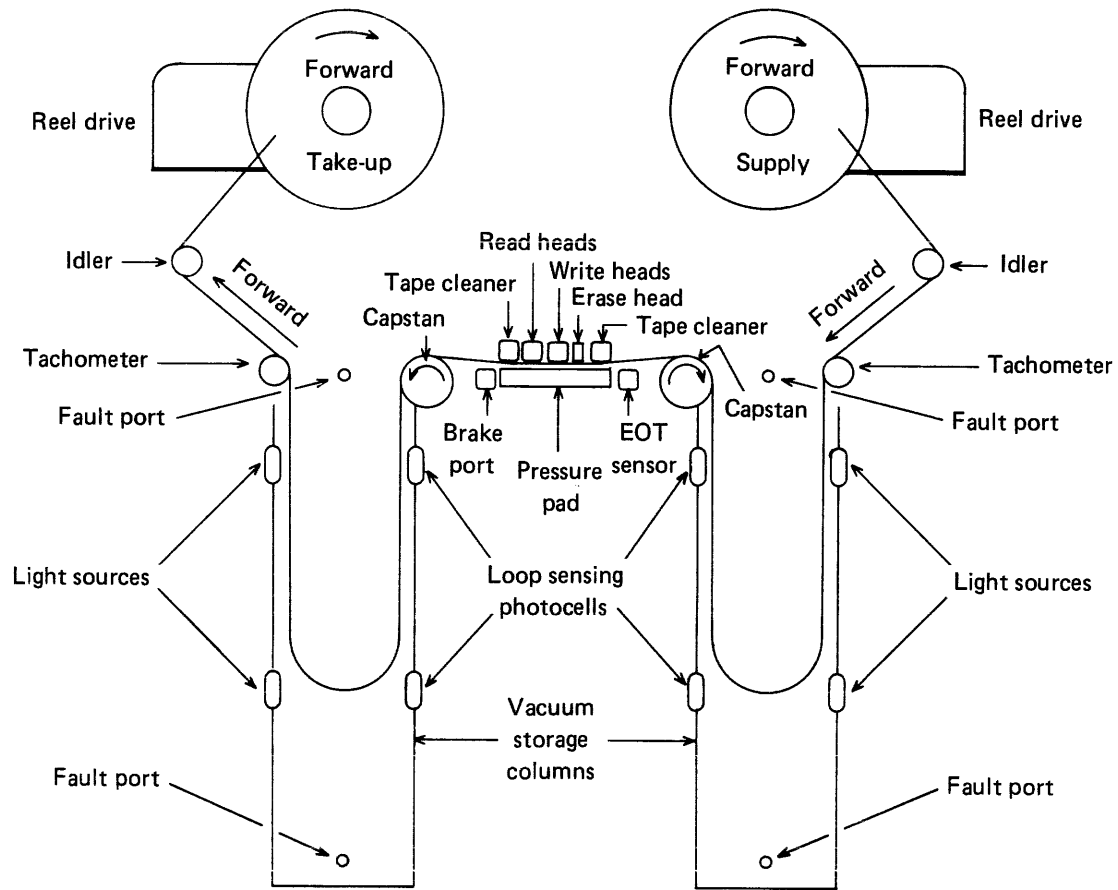 Forward
Take-up
Forward
Supply
Reel drive
Reel drive
Idler
Forward
Read heads
Write heads
Tape cleaner
Erase head
Capstan
Tape cleaner
Forward
Idler
Tachometer
Tachometer
Fault port
Brake
port
Pressure
pad
EOT
sensor
Capstan
Fault port
Light sources
Loop sensing
photocells
Light sources
Vacuum
storage
columns
Fault port
Fault port